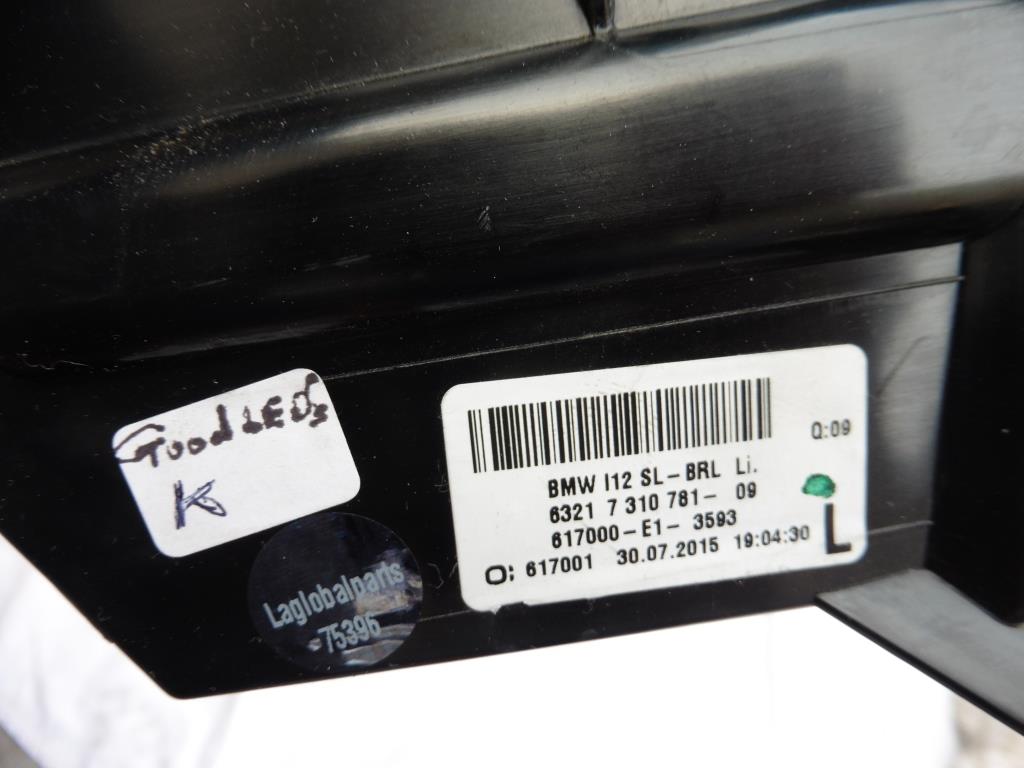 Good LEDs
K
Laglobalparts
75396
Q:09
BMW I12 SL-BRL Li.
6321 7 310 781- 09
617000-E1- 3593
O: 617001 30.07.2015 19:04:30
L